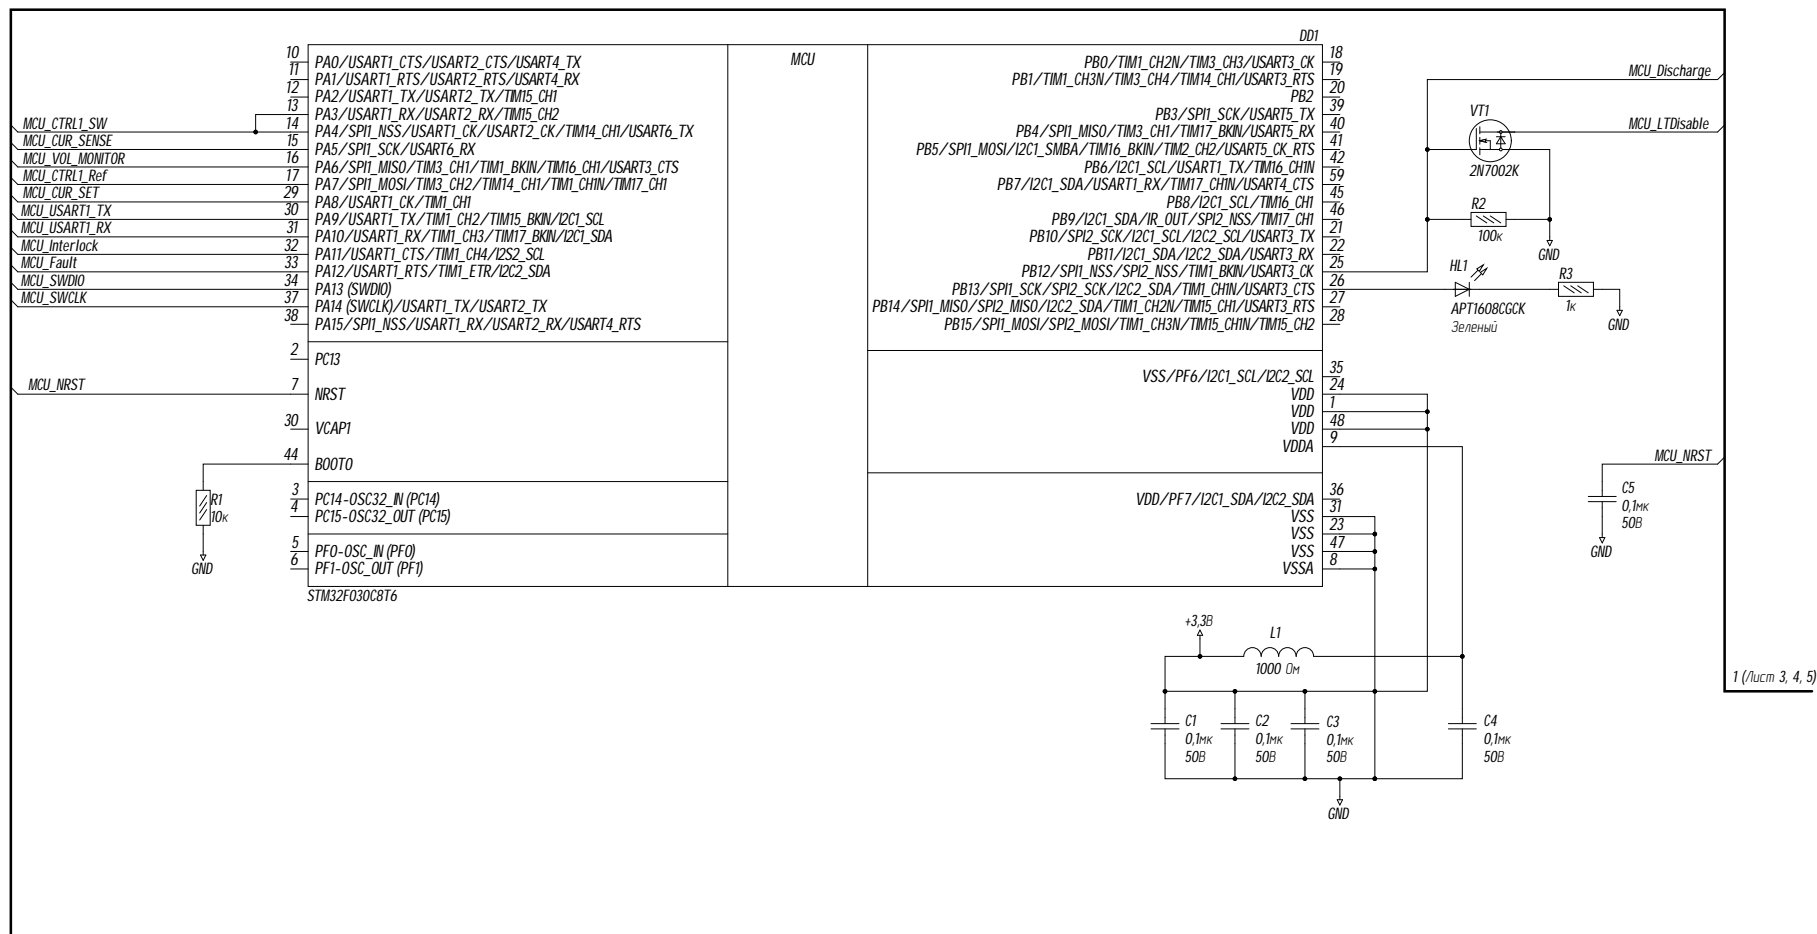 DD1
MCU
10 PA0/USART1_CTS/USART2_CTS/USART4_TX
11 PA1/USART1_RTS/USART2_RTS/USART4_RX
12 PA2/USART1_TX/USART2_TX/TIM15_CH1
13 PA3/USART1_RX/USART2_RX/TIM15_CH2
MCU_CTRL1_SW 14 PA4/SPI1_NSS/USART1_CK/USART2_CK/TIM14_CH1/USART6_TX
MCU_CUR_SENSE 15 PA5/SPI1_SCK/USART6_RX
MCU_VOL_MONITOR 16 PA6/SPI1_MISO/TIM3_CH1/TIM1_BKIN/TIM16_CH1/USART3_CTS
MCU_CTRL1_Ref 17 PA7/SPI1_MOSI/TIM3_CH2/TIM14_CH1/TIM1_CH1N/TIM17_CH1
MCU_CUR_SET 29 PA8/USART1_CK/TIM1_CH1
MCU_USART1_TX 30 PA9/USART1_TX/TIM1_CH2/TIM15_BKIN/I2C1_SCL
MCU_USART1_RX 31 PA10/USART1_RX/TIM1_CH3/TIM17_BKIN/I2C1_SDA
MCU_Interlock 32 PA11/USART1_CTS/TIM1_CH4/I2S2_SCL
MCU_Fault 33 PA12/USART1_RTS/TIM1_ETR/I2C2_SDA
MCU_SWDIO 34 PA13 (SWDIO)
MCU_SWCLK 37 PA14 (SWCLK)/USART1_TX/USART2_TX
38 PA15/SPI1_NSS/USART1_RX/USART2_RX/USART4_RTS
2 PC13
MCU_NRST 7 NRST
30 VCAP1
44 BOOT0
R1
10к
GND
3 PC14-OSC32_IN (PC14)
4 PC15-OSC32_OUT (PC15)
5 PF0-OSC_IN (PF0)
6 PF1-OSC_OUT (PF1)
STM32F030C8T6
PB0/TIM1_CH2N/TIM3_CH3/USART3_CK 18
PB1/TIM1_CH3N/TIM3_CH4/TIM14_CH1/USART3_RTS 19
PB2 20
PB3/SPI1_SCK/USART5_TX 39
PB4/SPI1_MISO/TIM3_CH1/TIM17_BKIN/USART5_RX 40
PB5/SPI1_MOSI/I2C1_SMBA/TIM16_BKIN/TIM2_CH2/USART5_CK_RTS 41
PB6/I2C1_SCL/USART1_TX/TIM16_CH1N 42
PB7/I2C1_SDA/USART1_RX/TIM17_CH1N/USART4_CTS 59
PB8/I2C1_SCL/TIM16_CH1 45
PB9/I2C1_SDA/IR_OUT/SPI2_NSS/TIM17_CH1 46
PB10/SPI2_SCK/I2C1_SCL/I2C2_SCL/USART3_TX 21
PB11/I2C1_SDA/I2C2_SDA/USART3_RX 22
PB12/SPI1_NSS/SPI2_NSS/TIM1_BKIN/USART3_CK 25
PB13/SPI1_SCK/SPI2_SCK/I2C2_SDA/TIM1_CH1N/USART3_CTS 26
PB14/SPI1_MISO/SPI2_MISO/I2C2_SDA/TIM1_CH2N/TIM15_CH1/USART3_RTS 27
PB15/SPI1_MOSI/SPI2_MOSI/TIM1_CH3N/TIM15_CH1N/TIM15_CH2 28
VSS/PF6/I2C1_SCL/I2C2_SCL 35
VDD 24
VDD 1
VDD 48
VDDA 9
VDD/PF7/I2C1_SDA/I2C2_SDA 36
VSS 31
VSS 23
VSS 47
VSSA 8
MCU_Discharge
VT1
MCU_LTDisable
2N7002K
R2
100к
GND
HL1
APT1608CGCK
Зеленый
R3
1к
GND
MCU_NRST
C5
0,1мк
50В
GND
+3,3В
L1
1000 Ом
C1
0,1мк
50В
C2
0,1мк
50В
C3
0,1мк
50В
C4
0,1мк
50В
GND
1 (Лист 3, 4, 5)